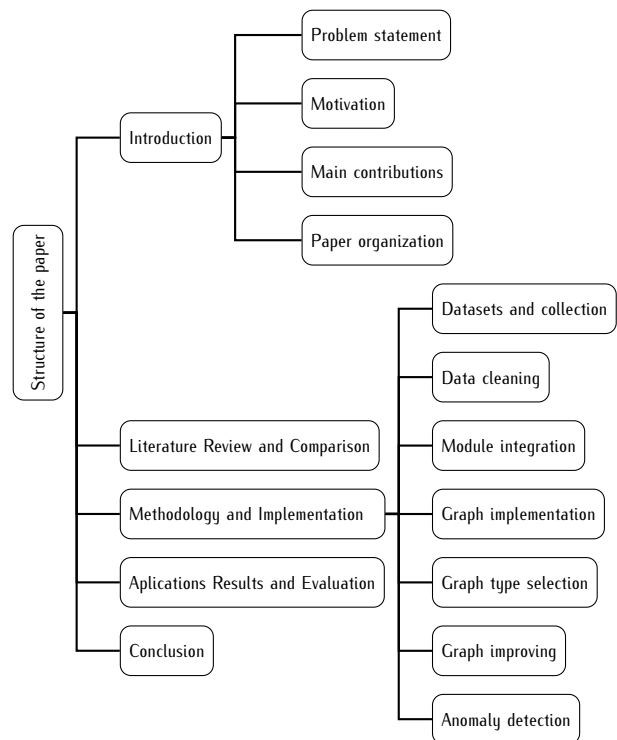 Structure of the paper
Introduction
Problem statement
Motivation
Main contributions
Paper organization
Literature Review and Comparison
Methodology and Implementation
Datasets and collection
Data cleaning
Module integration
Graph implementation
Graph type selection
Graph improving
Anomaly detection
Aplications Results and Evaluation
Conclusion